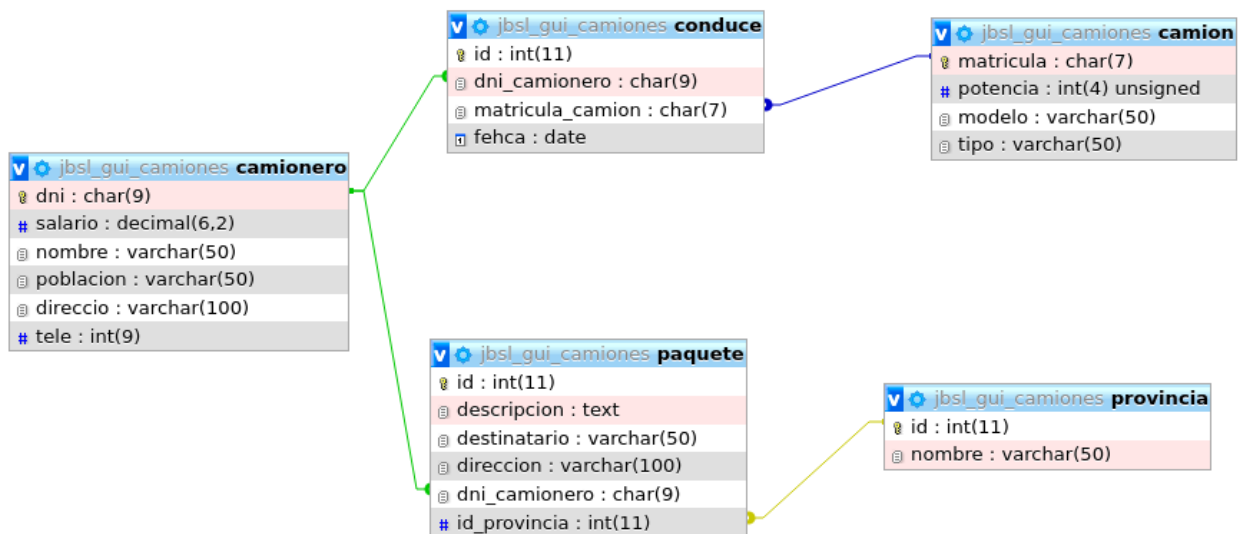 jbsl_gui_camiones camionero
dni : char(9)
salario : decimal(6,2)
nombre : varchar(50)
poblacion : varchar(50)
direccio : varchar(100)
tele : int(9)
jbsl_gui_camiones conduce
id : int(11)
dni_camionero : char(9)
matricula_camion : char(7)
fehca : date
jbsl_gui_camiones camion
matricula : char(7)
potencia : int(4) unsigned
modelo : varchar(50)
tipo : varchar(50)
jbsl_gui_camiones paquete
id : int(11)
descripcion : text
destinatario : varchar(50)
direccion : varchar(100)
dni_camionero : char(9)
id_provincia : int(11)
jbsl_gui_camiones provincia
id : int(11)
nombre : varchar(50)